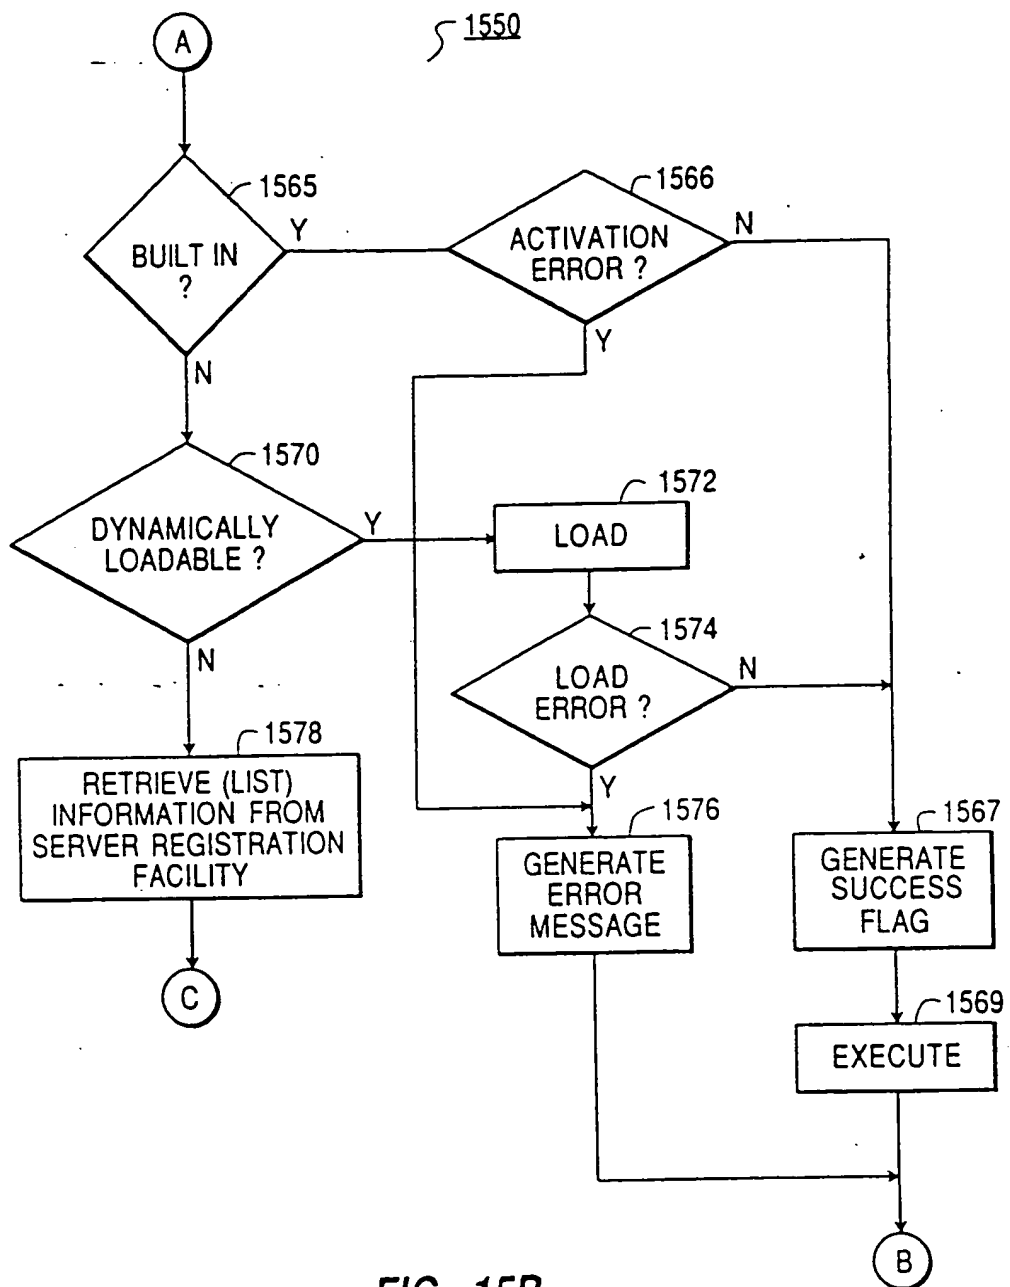 1550
A
1565
BUILT IN
?
Y
N
1566
ACTIVATION
ERROR ?
N
Y
1570
DYNAMICALLY
LOADABLE ?
Y
N
1572
LOAD
1574
LOAD
ERROR ?
N
Y
1578
RETRIEVE (LIST)
INFORMATION FROM
SERVER REGISTRATION
FACILITY
C
1576
GENERATE
ERROR
MESSAGE
1567
GENERATE
SUCCESS
FLAG
1569
EXECUTE
B
FIG. 15B